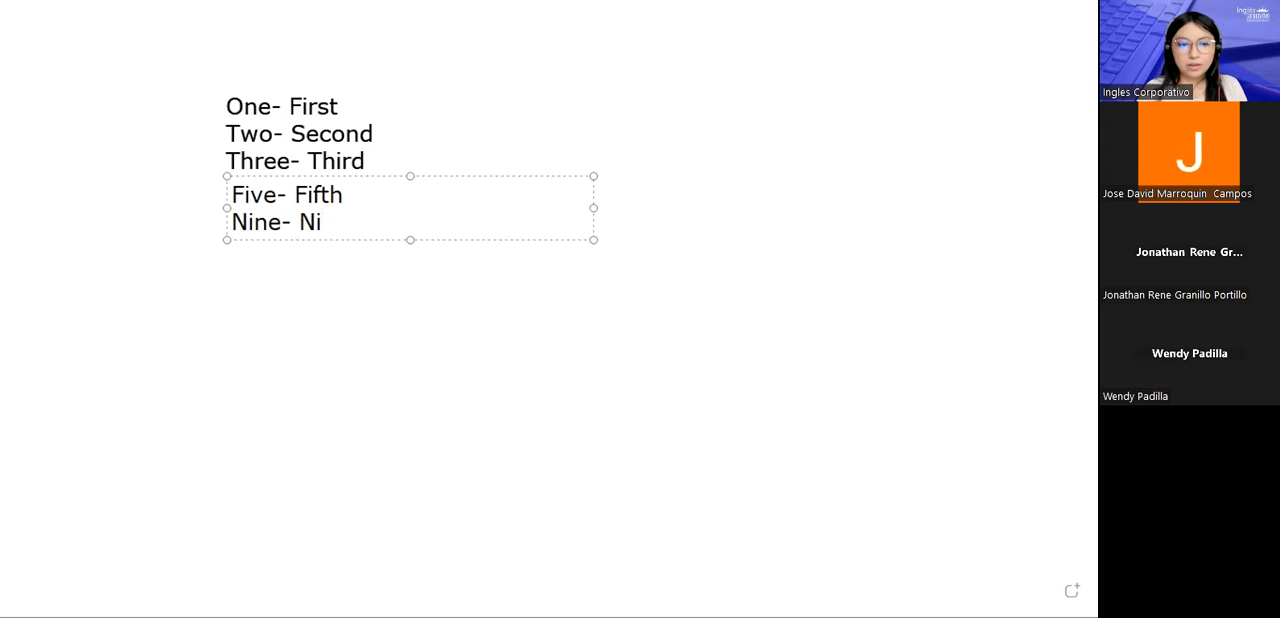 One- First
Two- Second
Three- Third
Five- Fifth
Nine- Ni
Inglés
Ingles Corporativo
J
Jose David Marroquin Campos
Jonathan Rene Gr...
Jonathan Rene Granillo Portillo
Wendy Padilla
Wendy Padilla